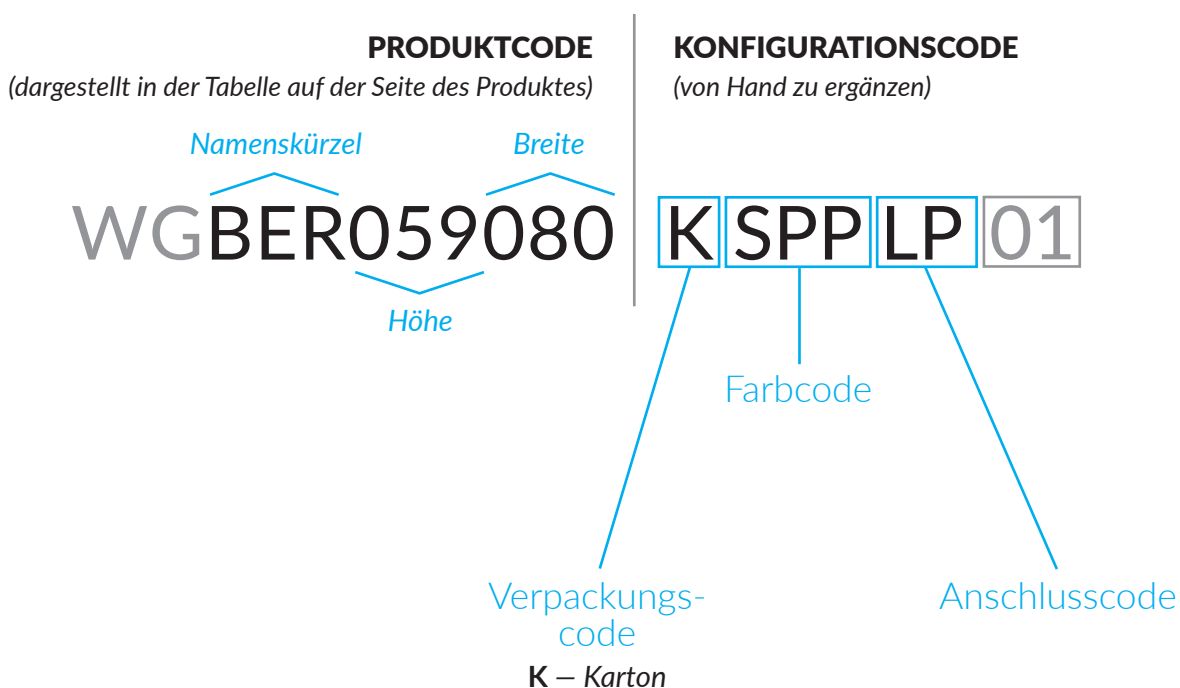 PRODUKTCODE
(dargestellt in der Tabelle auf der Seite des Produktes)
KONFIGURATIONSCODE
(von Hand zu ergänzen)
Namenskürzel
Breite
WGBER059080 K SPP LP 01
Höhe
Farbcode
Verpackungs-
code
K — Karton
Anschlusscode